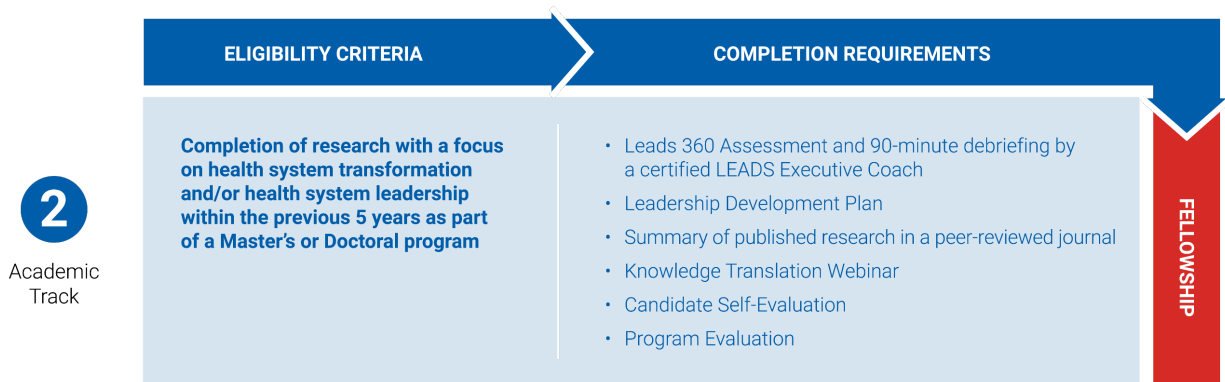 ELIGIBILITY CRITERIA
COMPLETION REQUIREMENTS
2
Academic
Track
Completion of research with a focus
on health system transformation
and/or health system leadership
within the previous 5 years as part
of a Master’s or Doctoral program
• Leads 360 Assessment and 90-minute debriefing by
a certified LEADS Executive Coach
• Leadership Development Plan
• Summary of published research in a peer-reviewed journal
• Knowledge Translation Webinar
• Candidate Self-Evaluation
• Program Evaluation
FELLOWSHIP